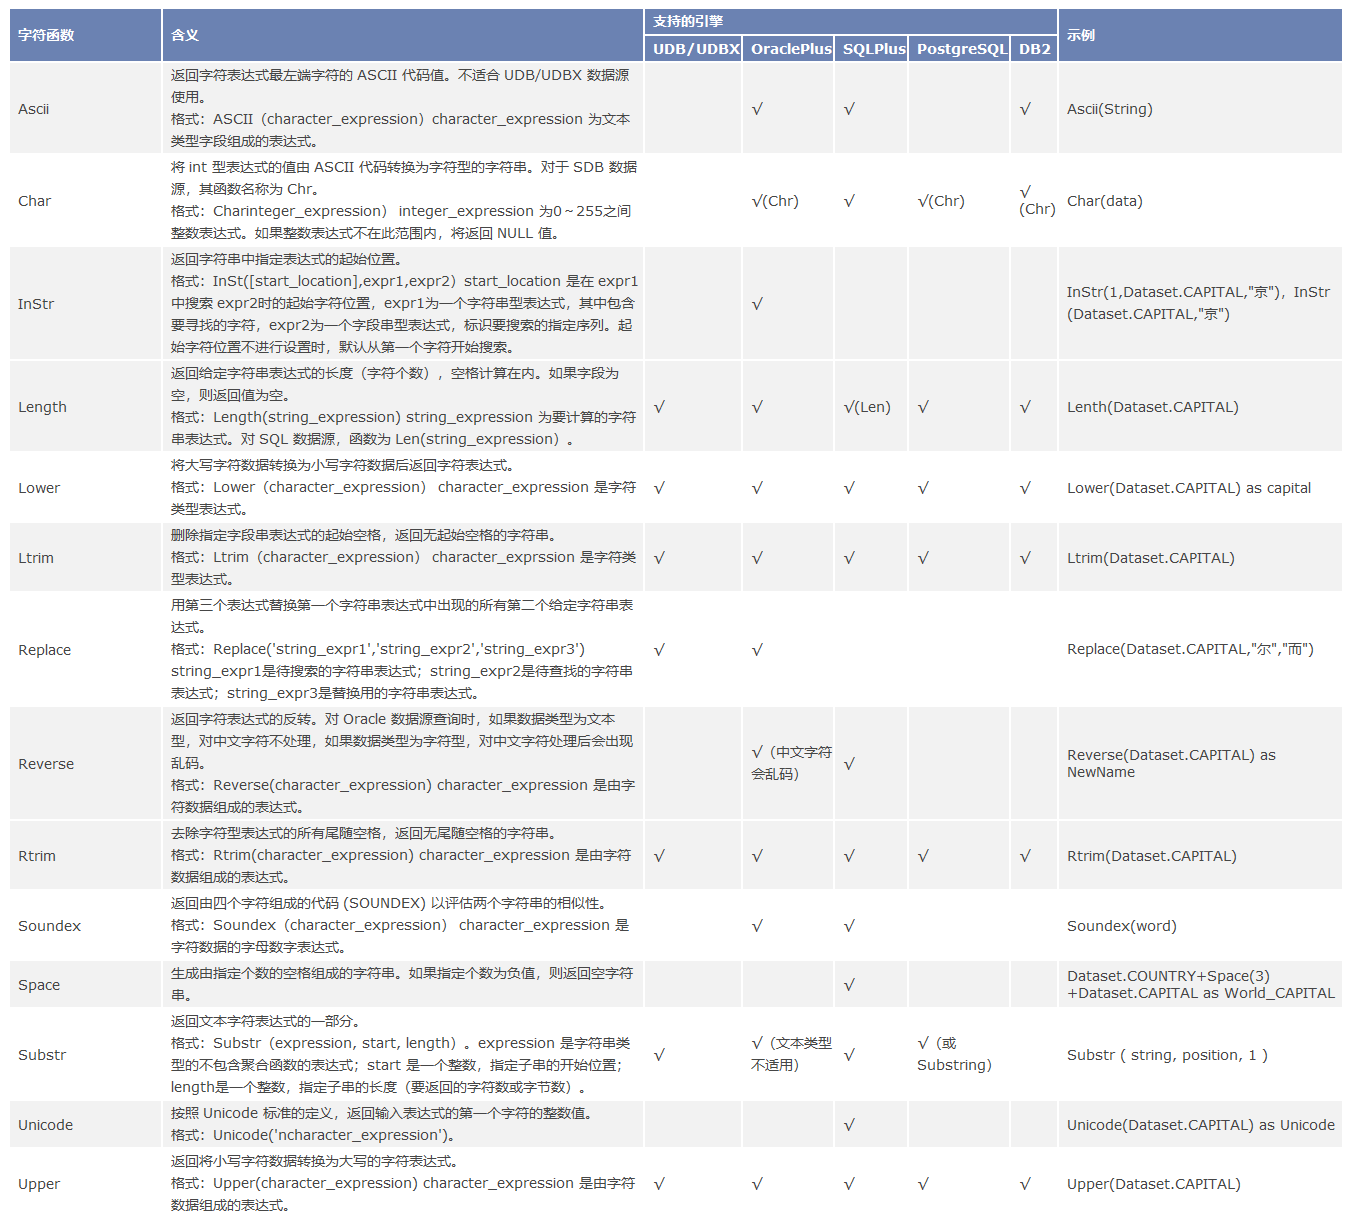 字符函数
含义
支持的引擎
示例
UDB/UDBX
OraclePlus
SQLPlus
PostgreSQL
DB2
Ascii
返回字符表达式最左端字符的 ASCII 代码值。不适合 UDB/UDBX 数据源
使用。
格式：ASCII（character_expression）character_expression 为文本
类型字段组成的表达式。
√
√
√
Ascii(String)
Char
将 int 型表达式的值由 ASCII 代码转换为字符型的字符串。对于 SDB 数据
源，其函数名称为 Chr。
格式：Charinteger_expression） integer_expression 为0～255之间
整数表达式。如果整数表达式不在此范围内，将返回 NULL 值。
√(Chr)
√
√(Chr)
√
(Chr)
Char(data)
InStr
返回字符串中指定表达式的起始位置。
格式：InSt([start_location],expr1,expr2）start_location 是在 expr1
中搜索 expr2时的起始字符位置，expr1为一个字符串型表达式，其中包含
要寻找的字符，expr2为一个字段串型表达式，标识要搜索的指定序列。起
始字符位置不进行设置时，默认从第一个字符开始搜索。
√
InStr(1,Dataset.CAPITAL,"京")，InStr
(Dataset.CAPITAL,"京")
Length
返回给定字符串表达式的长度（字符个数），空格计算在内。如果字段为
空，则返回值为空。
格式：Length(string_expression) string_expression 为要计算的字符
串表达式。对 SQL 数据源，函数为 Len(string_expression）。
√
√
√(Len)
√
√
Lenth(Dataset.CAPITAL)
Lower
将大写字符数据转换为小写字符数据后返回字符表达式。
格式：Lower（character_expression） character_expression 是字符
类型表达式。
√
√
√
√
√
Lower(Dataset.CAPITAL) as capital
Ltrim
删除指定字段串表达式的起始空格，返回无起始空格的字符串。
格式：Ltrim（character_expression） character_exprssion 是字符类
型表达式。
√
√
√
√
√
Ltrim(Dataset.CAPITAL)
Replace
用第三个表达式替换第一个字符串表达式中出现的所有第二个给定字符串表
达式。
格式：Replace('string_expr1','string_expr2','string_expr3')
string_expr1是待搜索的字符串表达式；string_expr2是待查找的字符串
表达式；string_expr3是替换用的字符串表达式。
√
√
Replace(Dataset.CAPITAL,"尔","而")
Reverse
返回字符表达式的反转。对 Oracle 数据源查询时，如果数据类型为文本
型，对中文字符不处理，如果数据类型为字符型，对中文字符处理后会出现
乱码。
格式：Reverse(character_expression) character_expression 是由字
符数据组成的表达式。
√（中文字符
会乱码）
√
Reverse(Dataset.CAPITAL) as
NewName
Rtrim
去除字符型表达式的所有尾随空格，返回无尾随空格的字符串。
格式：Rtrim(character_expression) character_expression 是由字符
数据组成的表达式。
√
√
√
√
√
Rtrim(Dataset.CAPITAL)
Soundex
返回由四个字符组成的代码 (SOUNDEX) 以评估两个字符串的相似性。
格式：Soundex（character_expression） character_expression 是
字符数据的字母数字表达式。
√
√
Soundex(word)
Space
生成由指定个数的空格组成的字符串。如果指定个数为负值，则返回空字符
串。
√
Dataset.COUNTRY+Space(3)
+Dataset.CAPITAL as World_CAPITAL
Substr
返回文本字符表达式的一部分。
格式：Substr（expression, start, length）。expression 是字符串类
型的不包含聚合函数的表达式；start 是一个整数，指定子串的开始位置；
length是一个整数，指定子串的长度（要返回的字符数或字节数）。
√
√（文本类型
不适用）
√
√（或
Substring）
Substr ( string, position, 1 )
Unicode
按照 Unicode 标准的定义，返回输入表达式的第一个字符的整数值。
格式：Unicode('ncharacter_expression')。
√
Unicode(Dataset.CAPITAL) as Unicode
Upper
返回将小写字符数据转换为大写的字符表达式。
格式：Upper(character_expression) character_expression 是由字符
数据组成的表达式。
√
√
√
√
√
Upper(Dataset.CAPITAL)